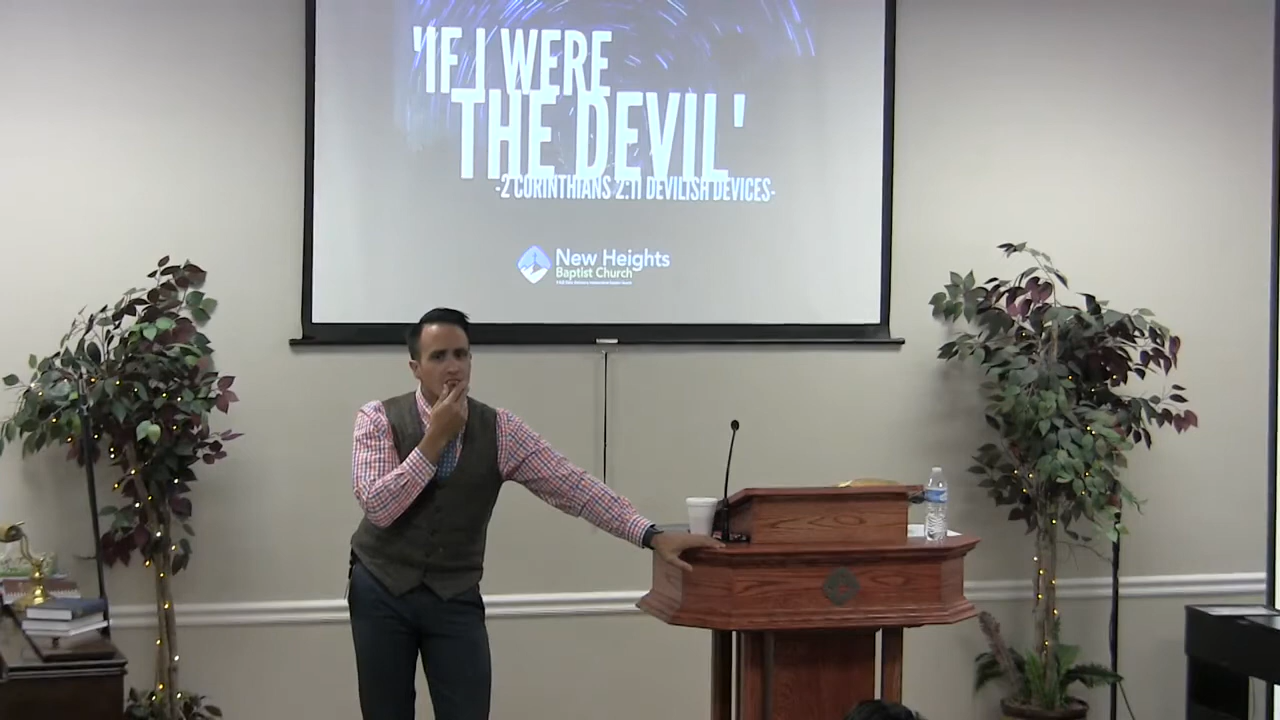 'IF I WERE
THE DEVIL'
-2 CORINTHIANS 2:11 DEVILISH DEVICES-
New Heights
Baptist Church